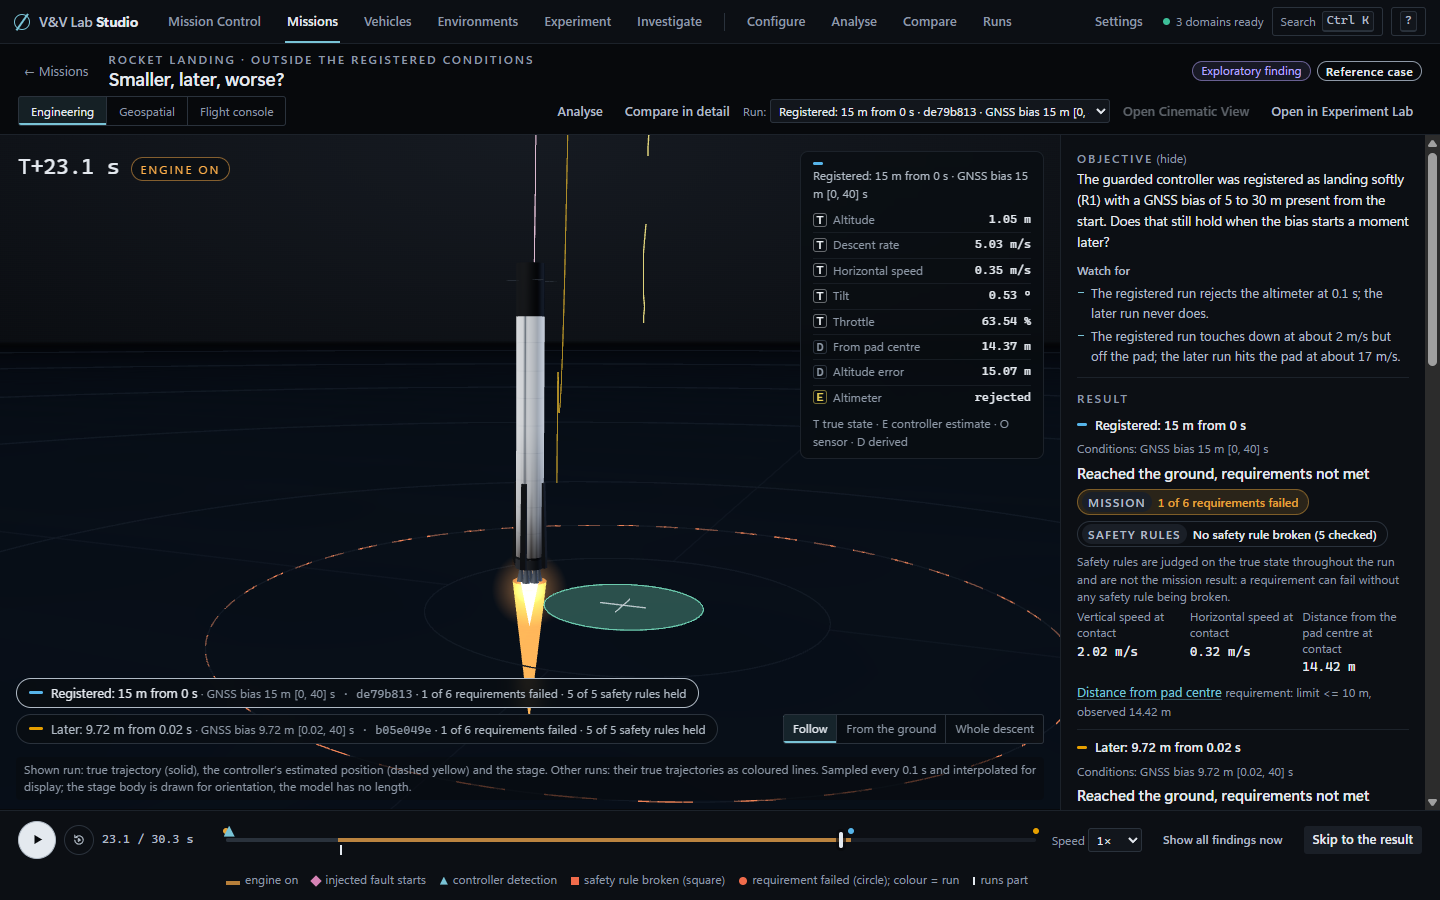 V&V Lab Studio
Mission Control
Missions
Vehicles
Environments
Experiment
Investigate
Configure
Analyse
Compare
Runs
Settings
3 domains ready
Search Ctrl K
?
← Missions
ROCKET LANDING · OUTSIDE THE REGISTERED CONDITIONS
Smaller, later, worse?
Exploratory finding
Reference case
Engineering
Geospatial
Flight console
Analyse
Compare in detail
Run: Registered: 15 m from 0 s · de79b813 · GNSS bias 15 m [0,
Open Cinematic View
Open in Experiment Lab
T+23.1 s
ENGINE ON
Registered: 15 m from 0 s · GNSS bias 15
m [0, 40] s
T Altitude 1.05 m
T Descent rate 5.03 m/s
T Horizontal speed 0.35 m/s
T Tilt 0.53 °
T Throttle 63.54 %
D From pad centre 14.37 m
D Altitude error 15.07 m
E Altimeter rejected
T true state · E controller estimate · O
sensor · D derived
Registered: 15 m from 0 s · GNSS bias 15 m [0, 40] s · de79b813 · 1 of 6 requirements failed · 5 of 5 safety rules held
Later: 9.72 m from 0.02 s · GNSS bias 9.72 m [0.02, 40] s · b05e049e · 1 of 6 requirements failed · 5 of 5 safety rules held
Follow
From the ground
Whole descent
Shown run: true trajectory (solid), the controller's estimated position (dashed yellow) and the stage. Other runs: their true trajectories as coloured lines. Sampled every 0.1 s and interpolated for
display; the stage body is drawn for orientation, the model has no length.
OBJECTIVE (hide)
The guarded controller was registered as landing softly
(R1) with a GNSS bias of 5 to 30 m present from the
start. Does that still hold when the bias starts a moment
later?
Watch for
– The registered run rejects the altimeter at 0.1 s; the
later run never does.
– The registered run touches down at about 2 m/s but
off the pad; the later run hits the pad at about 17 m/s.
RESULT
Registered: 15 m from 0 s
Conditions: GNSS bias 15 m [0, 40] s
Reached the ground, requirements not met
MISSION 1 of 6 requirements failed
SAFETY RULES No safety rule broken (5 checked)
Safety rules are judged on the true state throughout the run
and are not the mission result: a requirement can fail without
any safety rule being broken.
Vertical speed at contact
2.02 m/s
Horizontal speed at contact
0.32 m/s
Distance from the pad centre at contact
14.42 m
Distance from pad centre requirement: limit <= 10 m,
observed 14.42 m
Later: 9.72 m from 0.02 s
Conditions: GNSS bias 9.72 m [0.02, 40] s
Reached the ground, requirements not met
23.1 / 30.3 s
Speed 1×
Show all findings now
Skip to the result
engine on
injected fault starts
controller detection
safety rule broken (square)
requirement failed (circle); colour = run
runs part